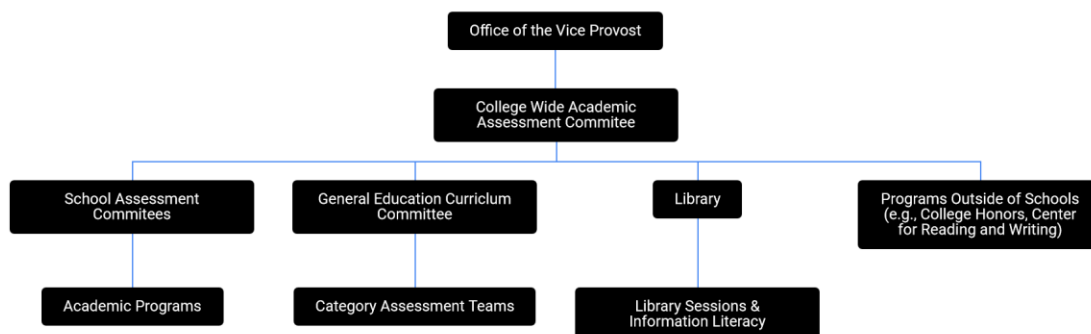 Office of the Vice Provost
College Wide Academic
Assessment Commitee
School Assessment
Commitees
General Education Curriclum
Committee
Library
Programs Outside of Schools
(e.g., College Honors, Center
for Reading and Writing)
Academic Programs
Category Assessment Teams
Library Sessions &
Information Literacy